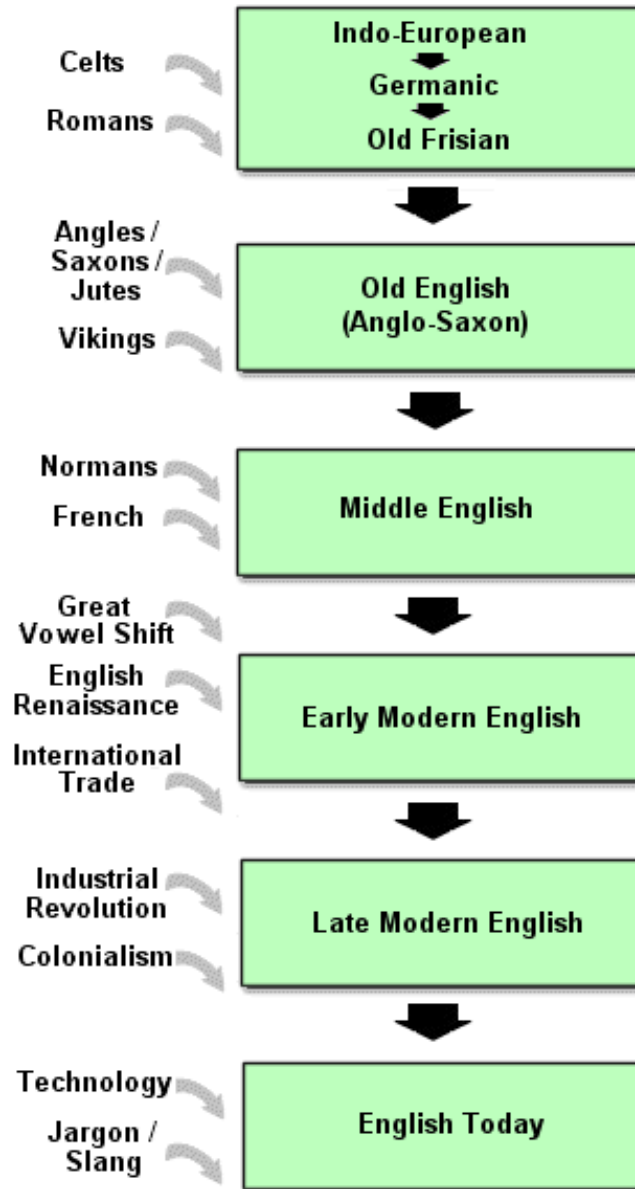 Indo-European
Celts
Germanic
Romans
Old Frisian
Angles /
Saxons /
Jutes
Old English
(Anglo-Saxon)
Vikings
Normans
Middle English
French
Great
Vowel Shift
English
Renaissance
Early Modern English
International
Trade
Industrial
Revolution
Late Modern English
Colonialism
Technology
English Today
Jargon /
Slang